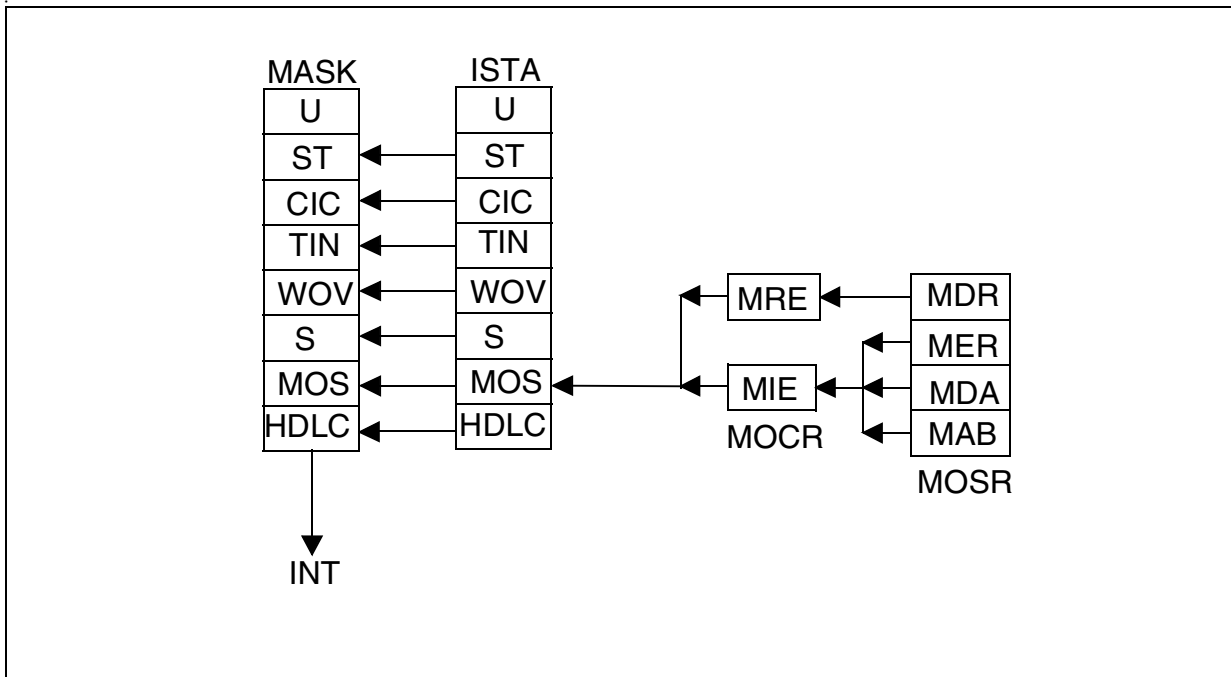 MASK ISTA
U U
ST ST
CIC CIC
TIN TIN
WOV WOV MRE MDR
S S MER
MOS MOS MIE MDA
HDLC HDLC MOCR MAB
MOSR
INT